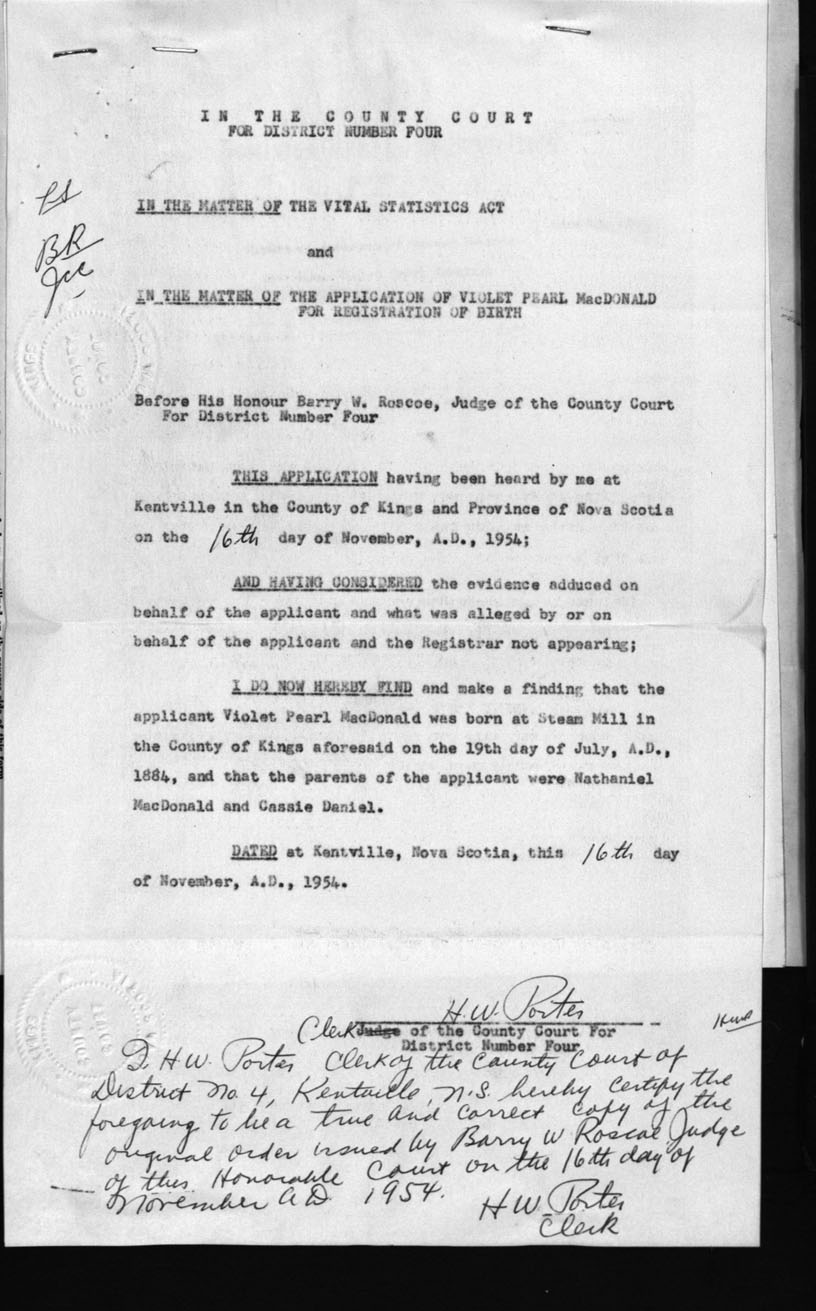 IN THE COUNTY COURT
FOR DISTRICT NUMBER FOUR
IN THE MATTER OF THE VITAL STATISTICS ACT
BR
and
IN THE MATTER OF THE APPLICATION OF VIOLET PEARL MacDONALD
FOR REGISTRATION OF BIRTH
Before His Honour Barry W. Roscoe, Judge of the County Court
For District Number Four
THIS APPLICATION having been heard by me at
Kentville in the County of Kings and Province of Nova Scotia
on the 16th day of November, A.D., 1954;
AND HAVING CONSIDERED the evidence adduced on
behalf of the applicant and what was alleged by or on
behalf of the applicant and the Registrar not appearing;
I DO NOW HEREBY FIND and make a finding that the
applicant Violet Pearl MacDonald was born at Steam Mill in
the County of Kings aforesaid on the 19th day of July, A.D.,
1884, and that the parents of the applicant were Nathaniel
MacDonald and Cassie Daniel.
DATED at Kentville, Nova Scotia, this 16th day
of November, A.D., 1954.
H.W. Porter
Clerk Judge of the County Court For
District Number Four
I, H.W. Porter Clerk of the County Court of
District No. 4, Kentville, N.S. hereby certify the
foregoing to be a true and correct copy of the
original order issued by Barry W Roscoe, Judge
of this Honorable Court on the 16th day of
November A.D. 1954.
H W. Porter
Clerk